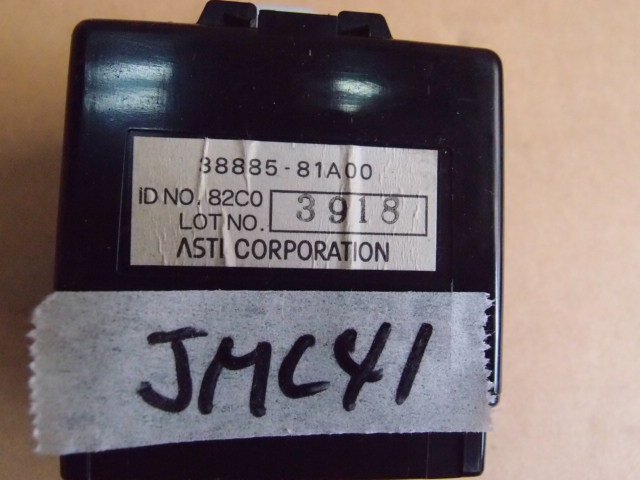 38885-81A00
ID NO. 82C0
LOT NO. 3918
ASTI CORPORATION
JMC41